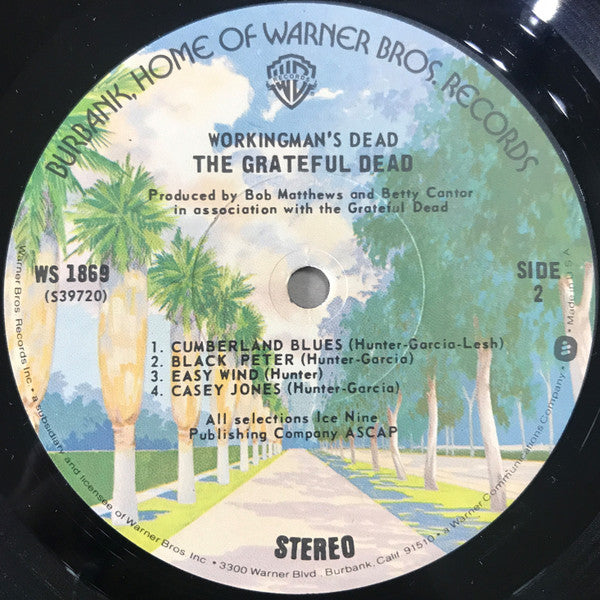 BURBANK, HOME OF WARNER BROS. RECORDS
WB
RECORDS
WORKINGMAN'S DEAD
THE GRATEFUL DEAD
Produced by Bob Matthews and Betty Cantor
in association with the Grateful Dead
WS 1869
(S39720)
SIDE
2
1. CUMBERLAND BLUES (Hunter-Garcia-Lesh)
2. BLACK PETER (Hunter-Garcia)
3. EASY WIND (Hunter)
4. CASEY JONES (Hunter-Garcia)
All selections Ice Nine
Publishing Company ASCAP
STEREO
Warner Bros. Records Inc. • a subsidiary and licensee of Warner Bros. Inc. • 3300 Warner Blvd., Burbank, Calif. 91510 • a Warner Communications Company • Made in U.S.A.